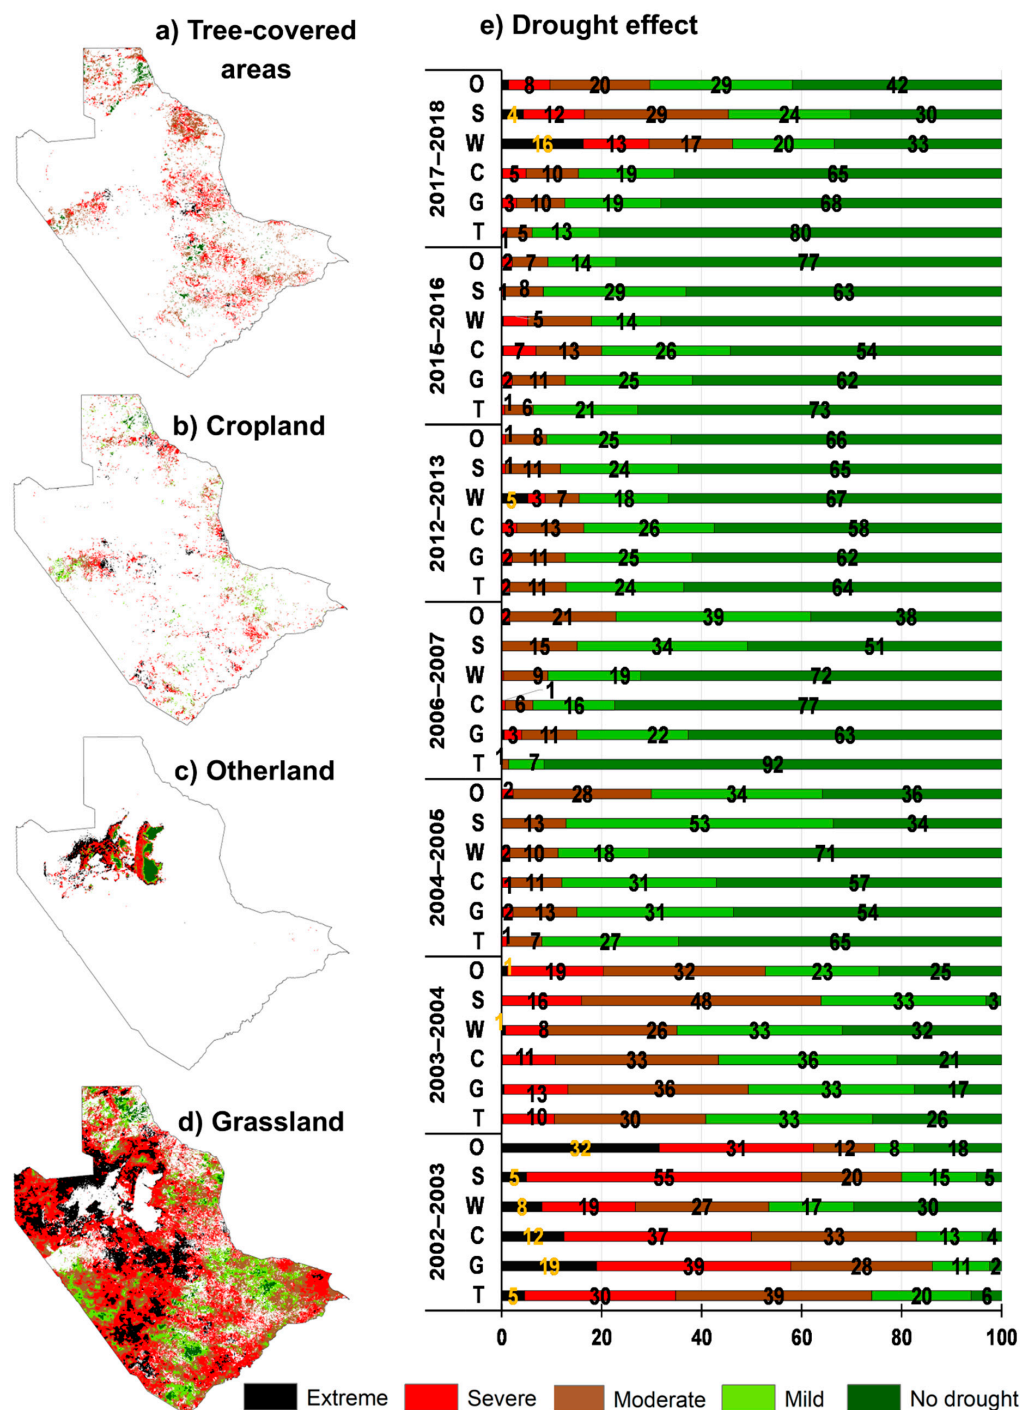 a) Tree-covered
areas
b) Cropland
c) Otherland
d) Grassland
e) Drought effect
2017–2018
O 8 20 29 42
S 4 12 29 24 30
W 16 13 17 20 33
C 5 10 19 65
G 3 10 19 68
T 1 5 13 80
2015–2016
O 2 7 14 77
S 1 8 29 63
W 5 14
C 7 13 26 54
G 2 11 25 62
T 1 6 21 73
2012–2013
O 1 8 25 66
S 1 11 24 65
W 5 3 7 18 67
C 3 13 26 58
G 2 11 25 62
T 2 11 24 64
2006–2007
O 2 21 39 38
S 15 34 51
W 9 19 72
C 1 6 16 77
G 3 11 22 63
T 1 7 92
2004–2005
O 2 28 34 36
S 13 53 34
W 2 10 18 71
C 1 11 31 57
G 2 13 31 54
T 1 7 27 65
2003–2004
O 1 19 32 23 25
S 16 48 33 3
W 1 8 26 33 32
C 11 33 36 21
G 13 36 33 17
T 10 30 33 26
2002–2003
O 32 31 12 8 18
S 5 55 20 15 5
W 8 19 27 17 30
C 12 37 33 13 4
G 19 39 28 11 2
T 5 30 39 20 6
0 20 40 60 80 100
Extreme Severe Moderate Mild No drought